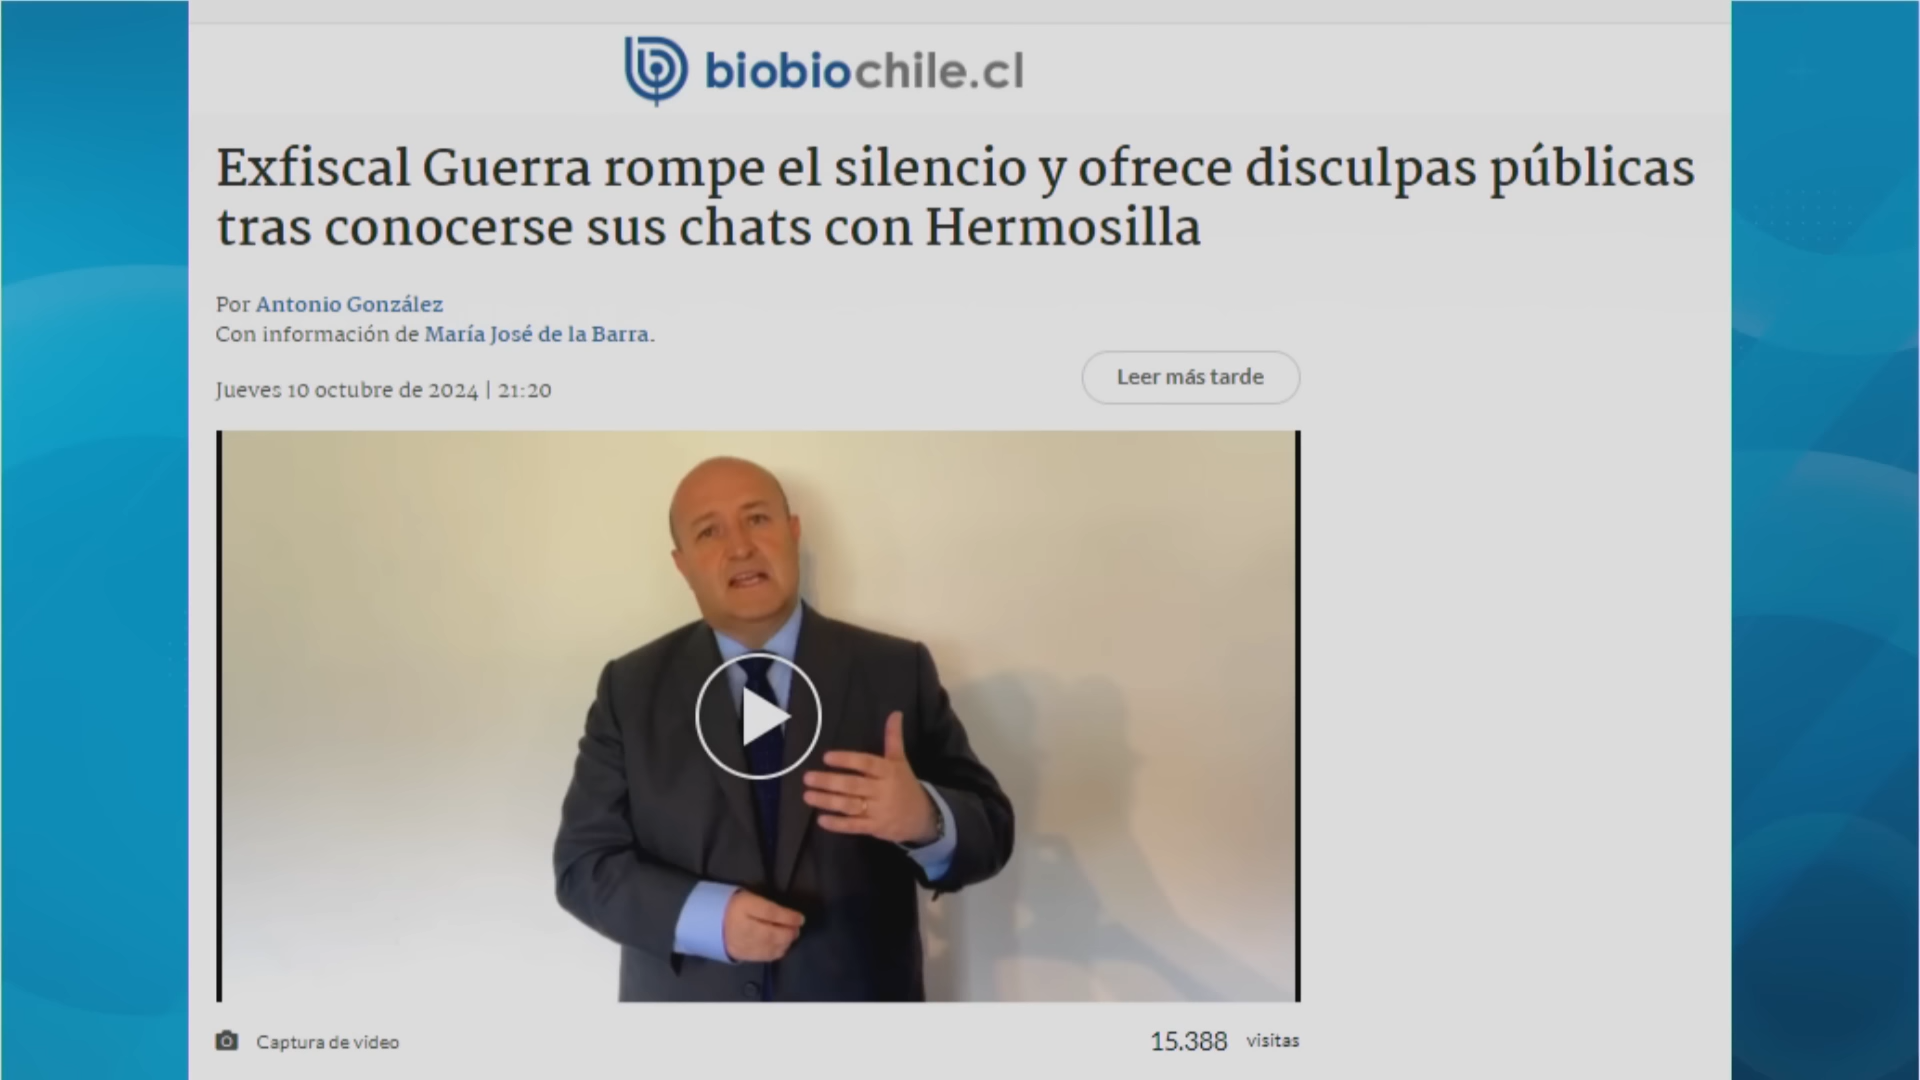 biobiochile.cl
Exfiscal Guerra rompe el silencio y ofrece disculpas públicas
tras conocerse sus chats con Hermosilla
Por Antonio González
Con información de María José de la Barra.
Leer más tarde
Jueves 10 octubre de 2024 | 21:20
Captura de video
15.388 visitas